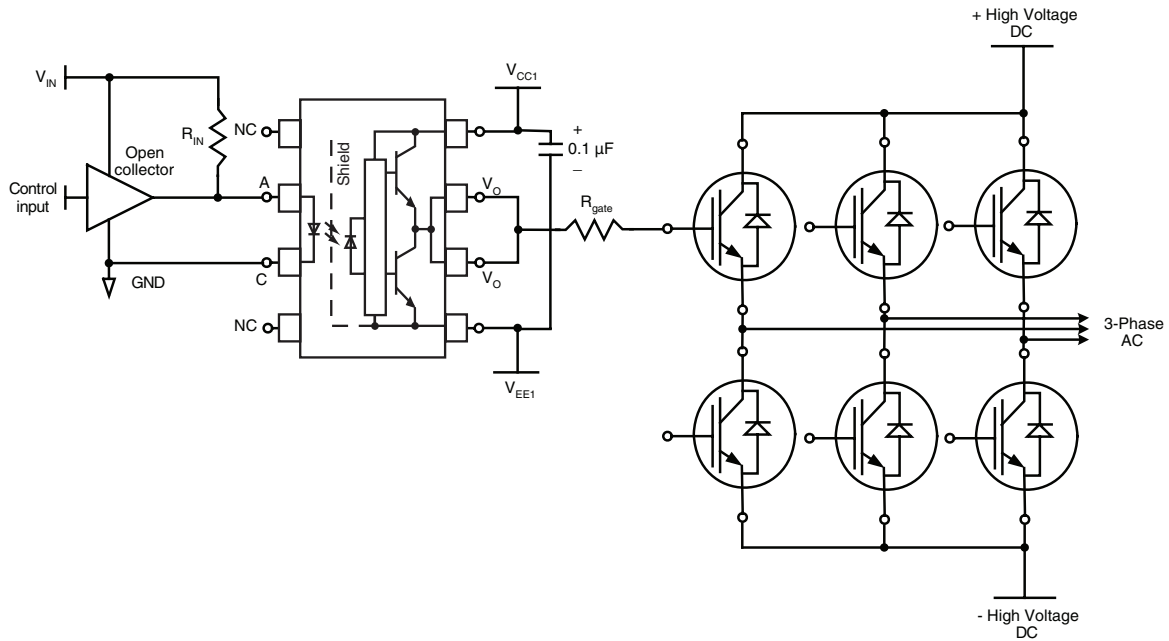 + High Voltage
DC
V_IN
R_IN
Open
collector
Control
input
GND
NC
A
C
NC
Shield
V_CC1
+
0.1 µF
–
V_O
V_O
V_EE1
R_gate
3-Phase
AC
- High Voltage
DC